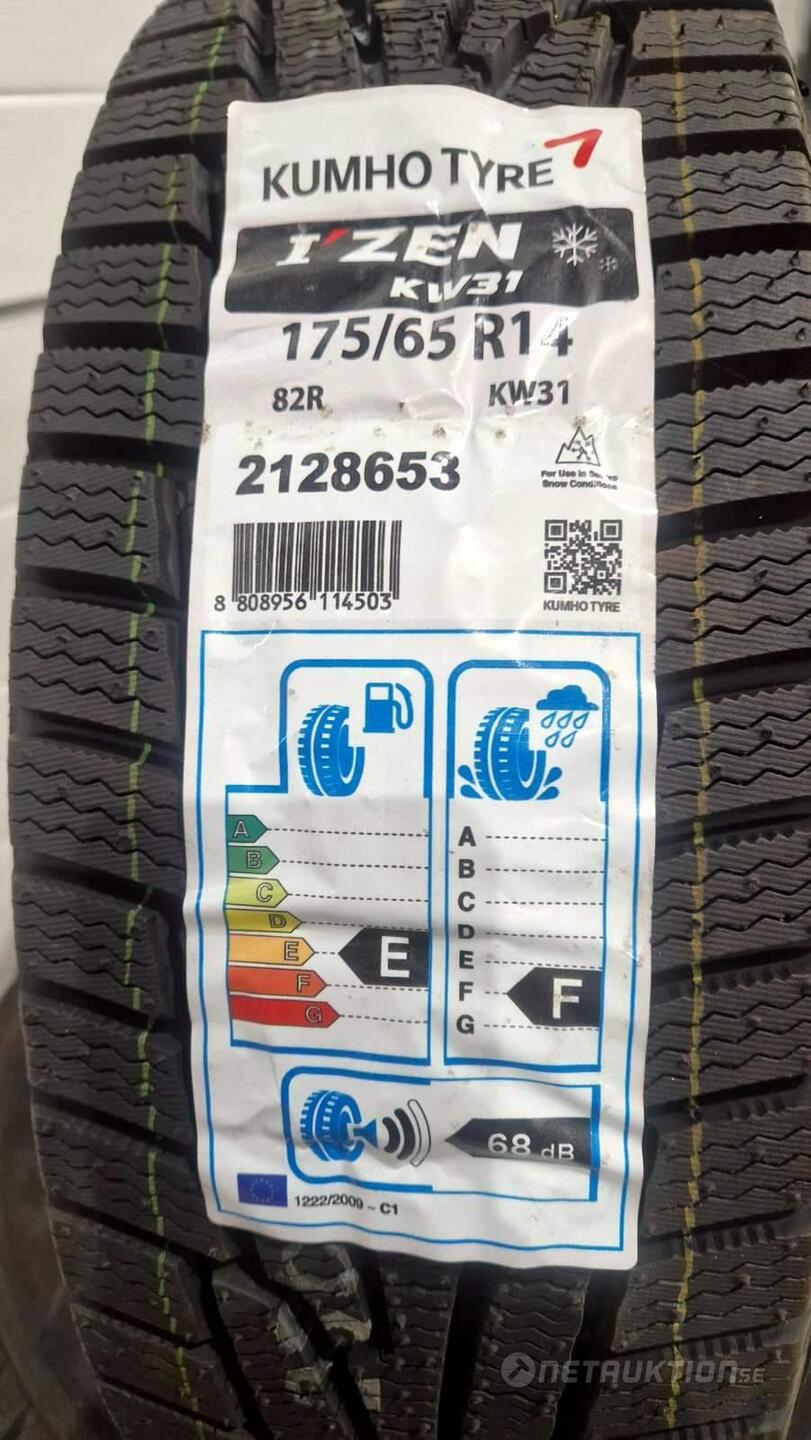 KUMHO TYRE
I'ZEN
KW31
175/65 R14
82R KW31
2128653
For Use in
Snow Conditions
8 808956 114503
KUMHO TYRE
A
B
C
D
E
F
G
E
A
B
C
D
E
F
G
F
68 dB
1222/2009 - C1
NETAUKTION.SE